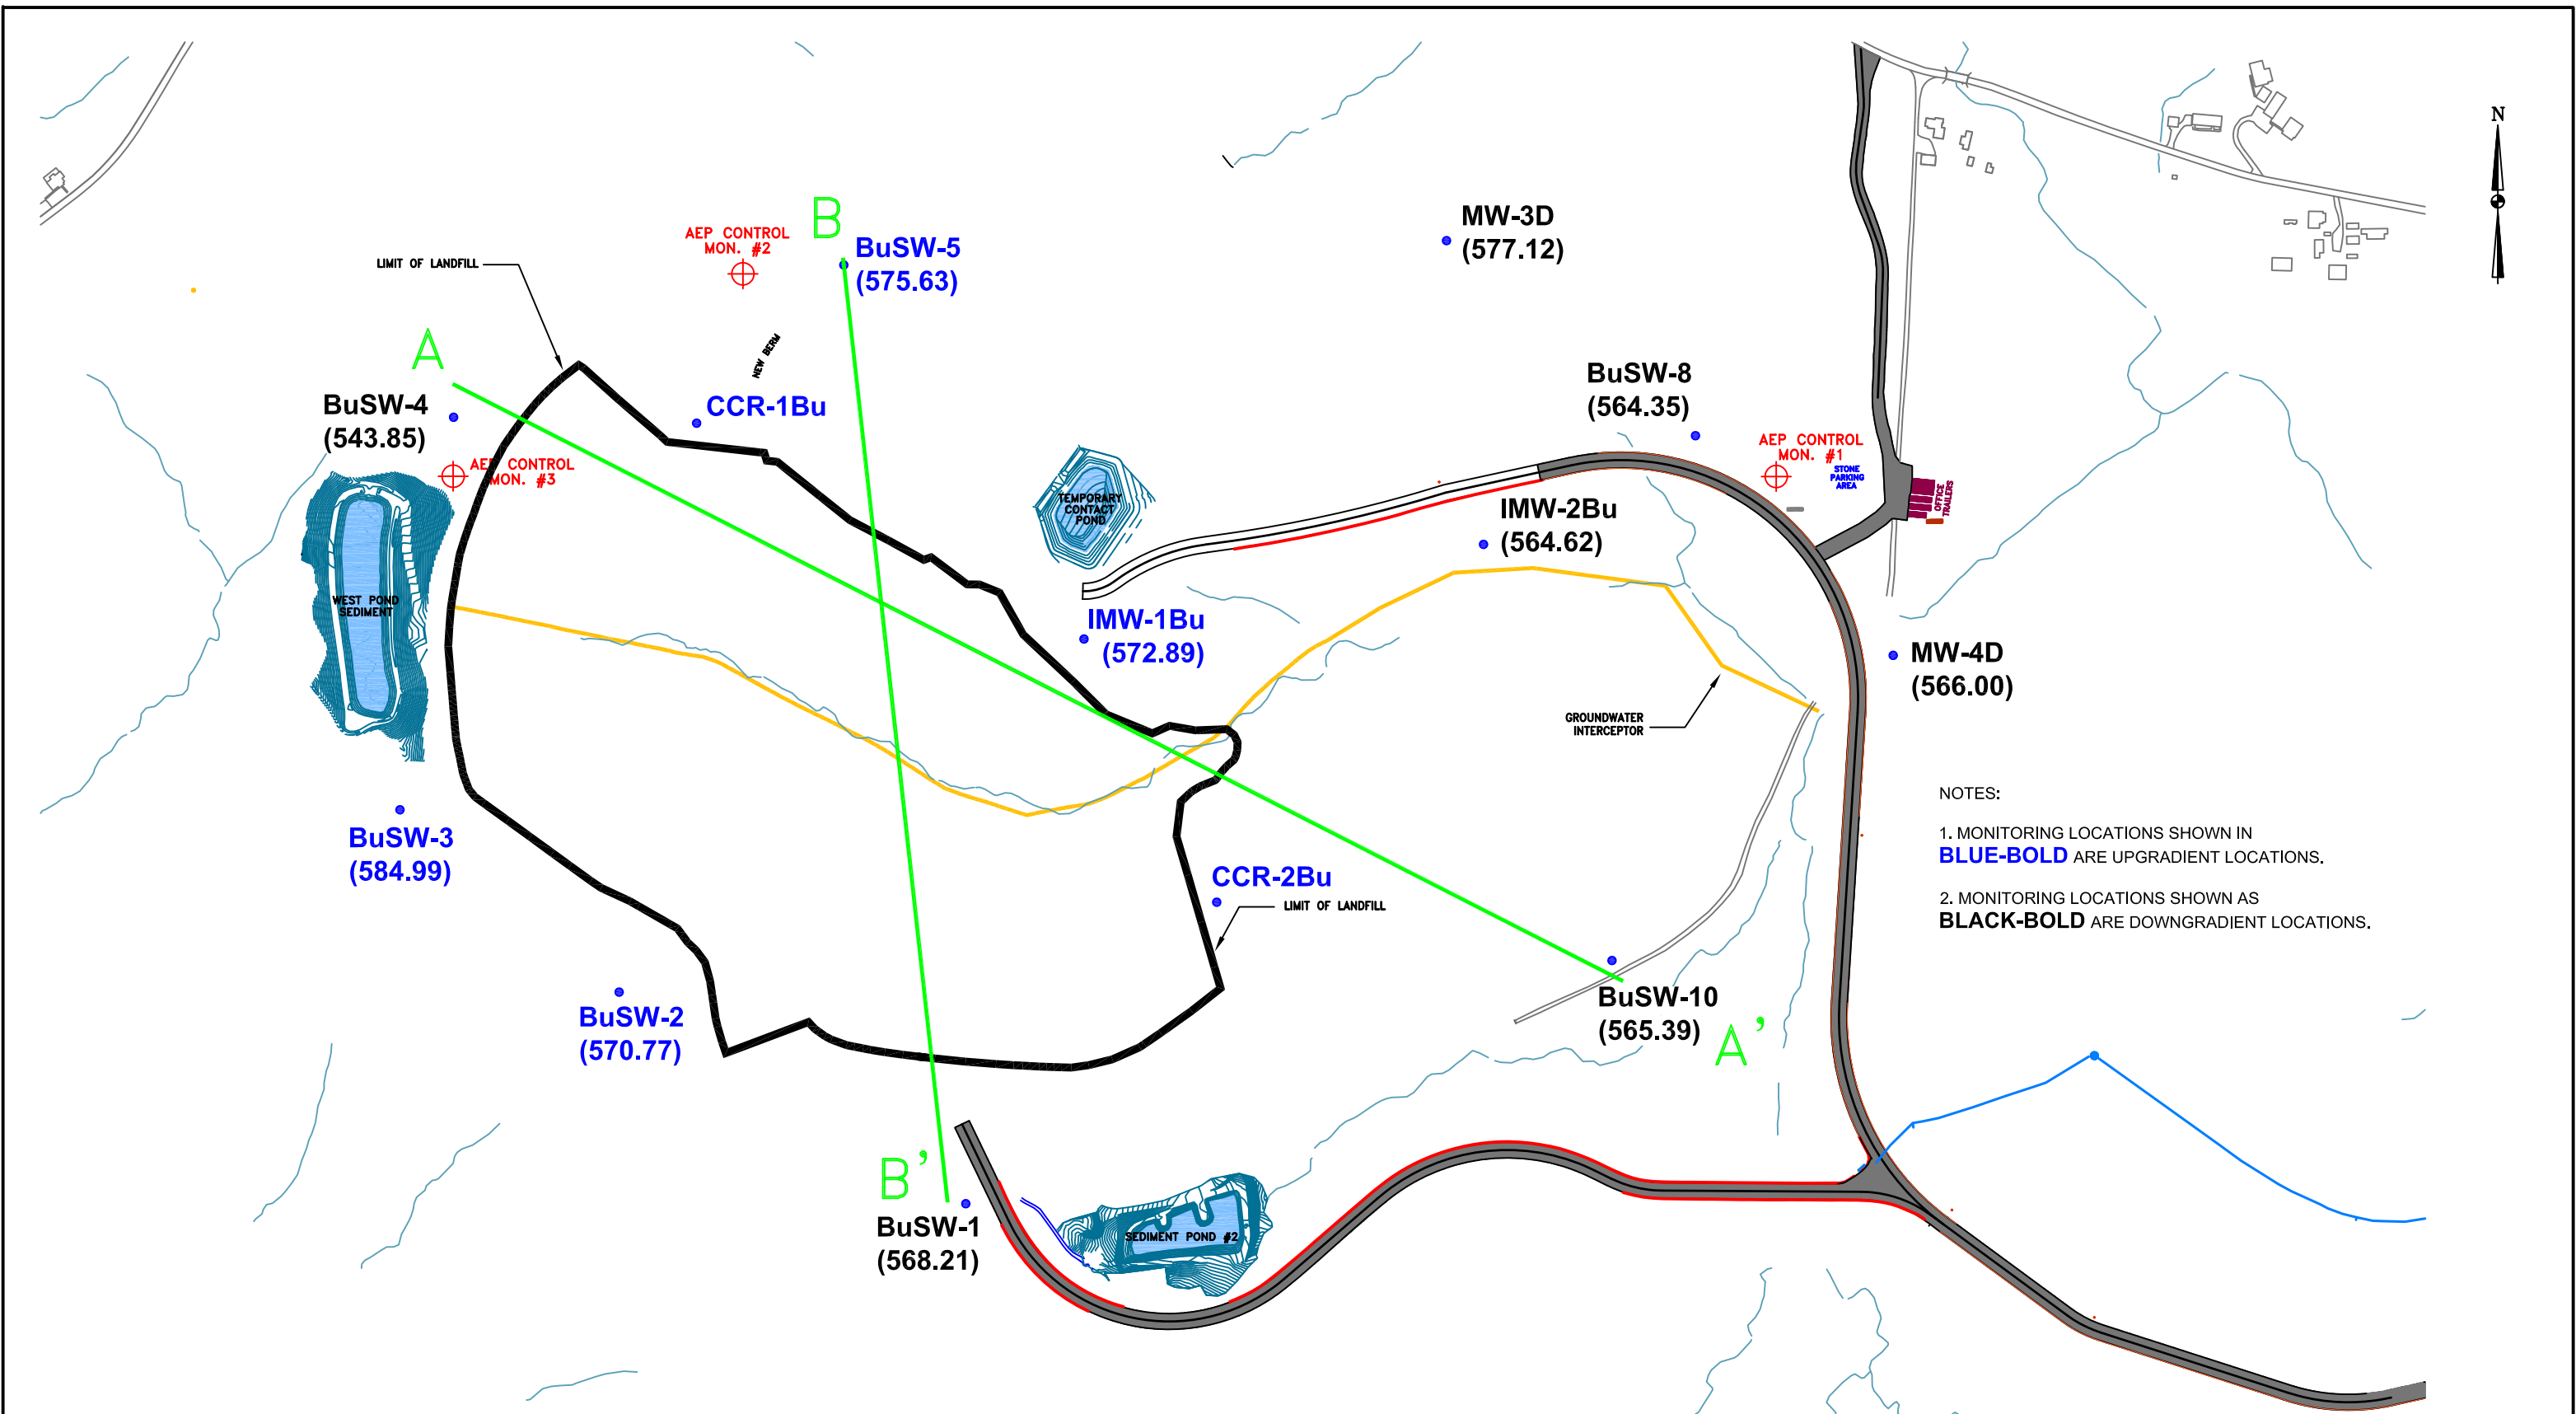 N
MW-3D
(577.12)
B
AEP CONTROL
MON. #2
BuSW-5
(575.63)
LIMIT OF LANDFILL
A
NEW BERM
BuSW-4
(543.85)
CCR-1Bu
BuSW-8
(564.35)
AEP CONTROL
MON. #3
AEP CONTROL
MON. #1
STONE
PARKING
AREA
OFFICE
TRAILERS
TEMPORARY
CONTACT
POND
IMW-2Bu
(564.62)
WEST POND
SEDIMENT
IMW-1Bu
(572.89)
MW-4D
(566.00)
GROUNDWATER
INTERCEPTOR
BuSW-3
(584.99)
NOTES:
1. MONITORING LOCATIONS SHOWN IN
BLUE-BOLD ARE UPGRADIENT LOCATIONS.
2. MONITORING LOCATIONS SHOWN AS
BLACK-BOLD ARE DOWNGRADIENT LOCATIONS.
CCR-2Bu
LIMIT OF LANDFILL
BuSW-2
(570.77)
BuSW-10
(565.39)
A'
B'
BuSW-1
(568.21)
SEDIMENT POND #2